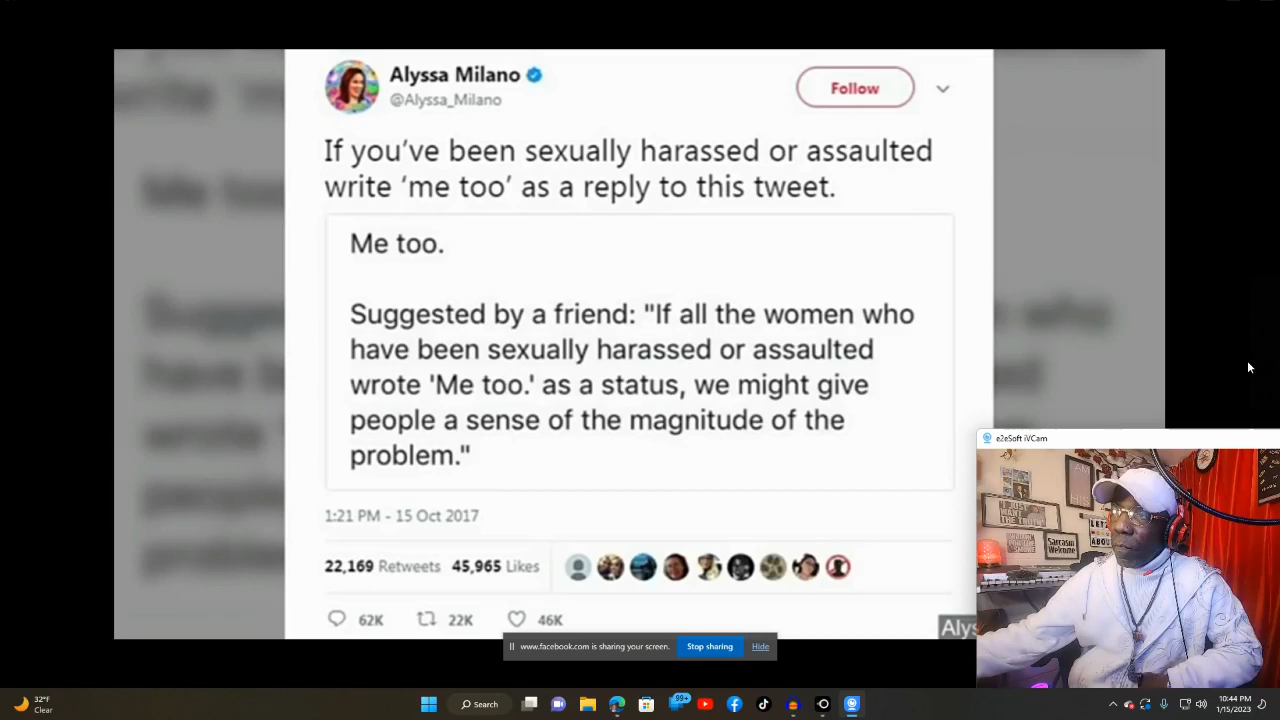 Alyssa Milano
@Alyssa_Milano
Follow
If you've been sexually harassed or assaulted
write 'me too' as a reply to this tweet.
Me too.
Suggested by a friend: "If all the women who
have been sexually harassed or assaulted
wrote 'Me too.' as a status, we might give
people a sense of the magnitude of the
problem."
1:21 PM - 15 Oct 2017
22,169 Retweets 45,965 Likes
62K 22K 46K
Alys
www.facebook.com is sharing your screen. Stop sharing Hide
e2eSoft iVCam
Sarcasm
Welcome
32°F
Clear
Search
99+
10:44 PM
1/15/2023